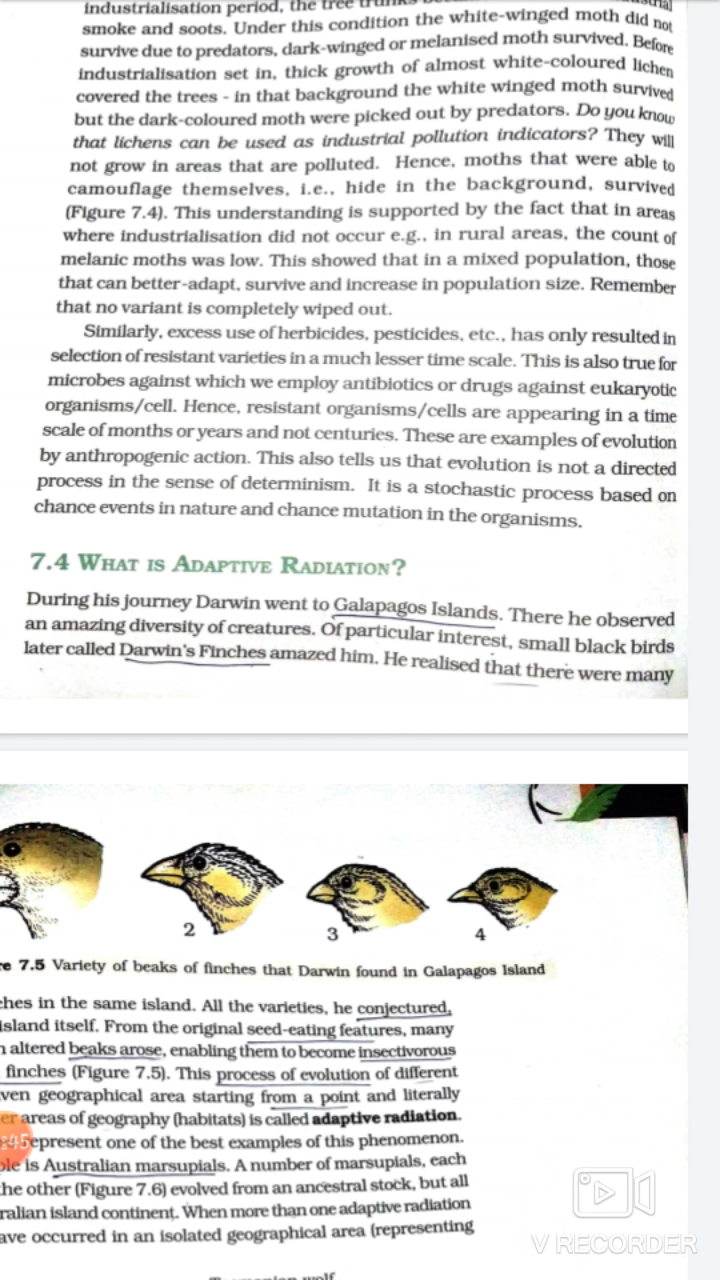 industrialisation period, the tree
smoke and soots. Under this condition the white-winged moth did not
survive due to predators, dark-winged or melanised moth survived. Before
industrialisation set in, thick growth of almost white-coloured lichen
covered the trees - in that background the white winged moth survived
but the dark-coloured moth were picked out by predators. Do you know
that lichens can be used as industrial pollution indicators? They will
not grow in areas that are polluted. Hence, moths that were able to
camouflage themselves, i.e., hide in the background, survived
(Figure 7.4). This understanding is supported by the fact that in areas
where industrialisation did not occur e.g., in rural areas, the count of
melanic moths was low. This showed that in a mixed population, those
that can better-adapt, survive and increase in population size. Remember
that no variant is completely wiped out.
Similarly, excess use of herbicides, pesticides, etc., has only resulted in
selection of resistant varieties in a much lesser time scale. This is also true for
microbes against which we employ antibiotics or drugs against eukaryotic
organisms/cell. Hence, resistant organisms/cells are appearing in a time
scale of months or years and not centuries. These are examples of evolution
by anthropogenic action. This also tells us that evolution is not a directed
process in the sense of determinism. It is a stochastic process based on
chance events in nature and chance mutation in the organisms.
7.4 WHAT IS ADAPTIVE RADIATION?
During his journey Darwin went to Galapagos Islands. There he observed
an amazing diversity of creatures. Of particular interest, small black birds
later called Darwin's Finches amazed him. He realised that there were many
2
3
4
7.5 Variety of beaks of finches that Darwin found in Galapagos Island
ches in the same island. All the varieties, he conjectured,
island itself. From the original seed-eating features, many
altered beaks arose, enabling them to become insectivorous
finches (Figure 7.5). This process of evolution of different
ven geographical area starting from a point and literally
er areas of geography (habitats) is called adaptive radiation.
:45 epresent one of the best examples of this phenomenon.
ple is Australian marsupials. A number of marsupials, each
the other (Figure 7.6) evolved from an ancestral stock, but all
ralian island continent. When more than one adaptive radiation
ave occurred in an isolated geographical area (representing
V RECORDER